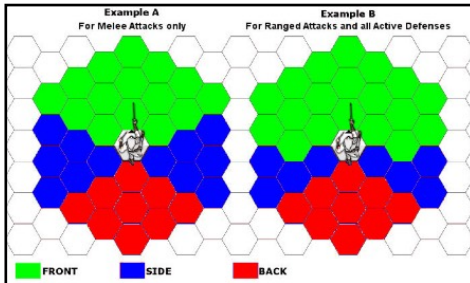 Example A
For Melee Attacks only
Example B
For Ranged Attacks and all Active Defenses
FRONT
SIDE
BACK